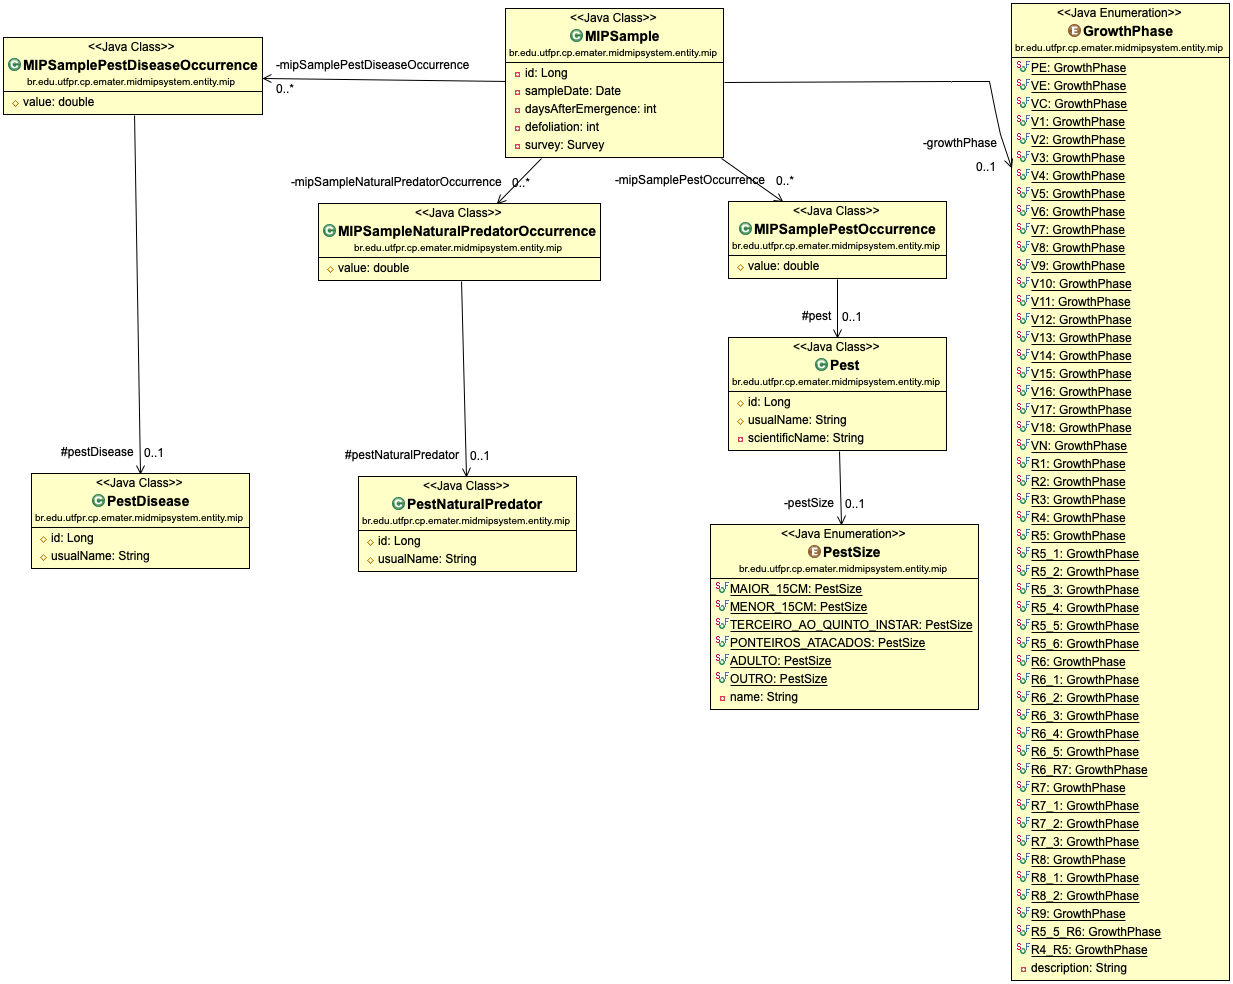 <<Java Class>>
MIPSample
br.edu.utfpr.cp.emater.midmipsystem.entity.mip
id: Long
sampleDate: Date
daysAfterEmergence: int
defoliation: int
survey: Survey
-mipSamplePestDiseaseOccurrence
0..*
<<Java Class>>
MIPSamplePestDiseaseOccurrence
br.edu.utfpr.cp.emater.midmipsystem.entity.mip
value: double
-mipSampleNaturalPredatorOccurrence
0..*
<<Java Class>>
MIPSampleNaturalPredatorOccurrence
br.edu.utfpr.cp.emater.midmipsystem.entity.mip
value: double
-mipSamplePestOccurrence
0..*
<<Java Class>>
MIPSamplePestOccurrence
br.edu.utfpr.cp.emater.midmipsystem.entity.mip
value: double
#pest
0..1
<<Java Class>>
Pest
br.edu.utfpr.cp.emater.midmipsystem.entity.mip
id: Long
usualName: String
scientificName: String
#pestDisease
0..1
<<Java Class>>
PestDisease
br.edu.utfpr.cp.emater.midmipsystem.entity.mip
id: Long
usualName: String
#pestNaturalPredator
0..1
<<Java Class>>
PestNaturalPredator
br.edu.utfpr.cp.emater.midmipsystem.entity.mip
id: Long
usualName: String
-pestSize
0..1
<<Java Enumeration>>
PestSize
br.edu.utfpr.cp.emater.midmipsystem.entity.mip
MAIOR_15CM: PestSize
MENOR_15CM: PestSize
TERCEIRO_AO_QUINTO_INSTAR: PestSize
PONTEIROS_ATACADOS: PestSize
ADULTO: PestSize
OUTRO: PestSize
name: String
-growthPhase
0..1
<<Java Enumeration>>
GrowthPhase
br.edu.utfpr.cp.emater.midmipsystem.entity.mip
PE: GrowthPhase
VE: GrowthPhase
VC: GrowthPhase
V1: GrowthPhase
V2: GrowthPhase
V3: GrowthPhase
V4: GrowthPhase
V5: GrowthPhase
V6: GrowthPhase
V7: GrowthPhase
V8: GrowthPhase
V9: GrowthPhase
V10: GrowthPhase
V11: GrowthPhase
V12: GrowthPhase
V13: GrowthPhase
V14: GrowthPhase
V15: GrowthPhase
V16: GrowthPhase
V17: GrowthPhase
V18: GrowthPhase
VN: GrowthPhase
R1: GrowthPhase
R2: GrowthPhase
R3: GrowthPhase
R4: GrowthPhase
R5: GrowthPhase
R5_1: GrowthPhase
R5_2: GrowthPhase
R5_3: GrowthPhase
R5_4: GrowthPhase
R5_5: GrowthPhase
R5_6: GrowthPhase
R6: GrowthPhase
R6_1: GrowthPhase
R6_2: GrowthPhase
R6_3: GrowthPhase
R6_4: GrowthPhase
R6_5: GrowthPhase
R6_R7: GrowthPhase
R7: GrowthPhase
R7_1: GrowthPhase
R7_2: GrowthPhase
R7_3: GrowthPhase
R8: GrowthPhase
R8_1: GrowthPhase
R8_2: GrowthPhase
R9: GrowthPhase
R5_5_R6: GrowthPhase
R4_R5: GrowthPhase
description: String